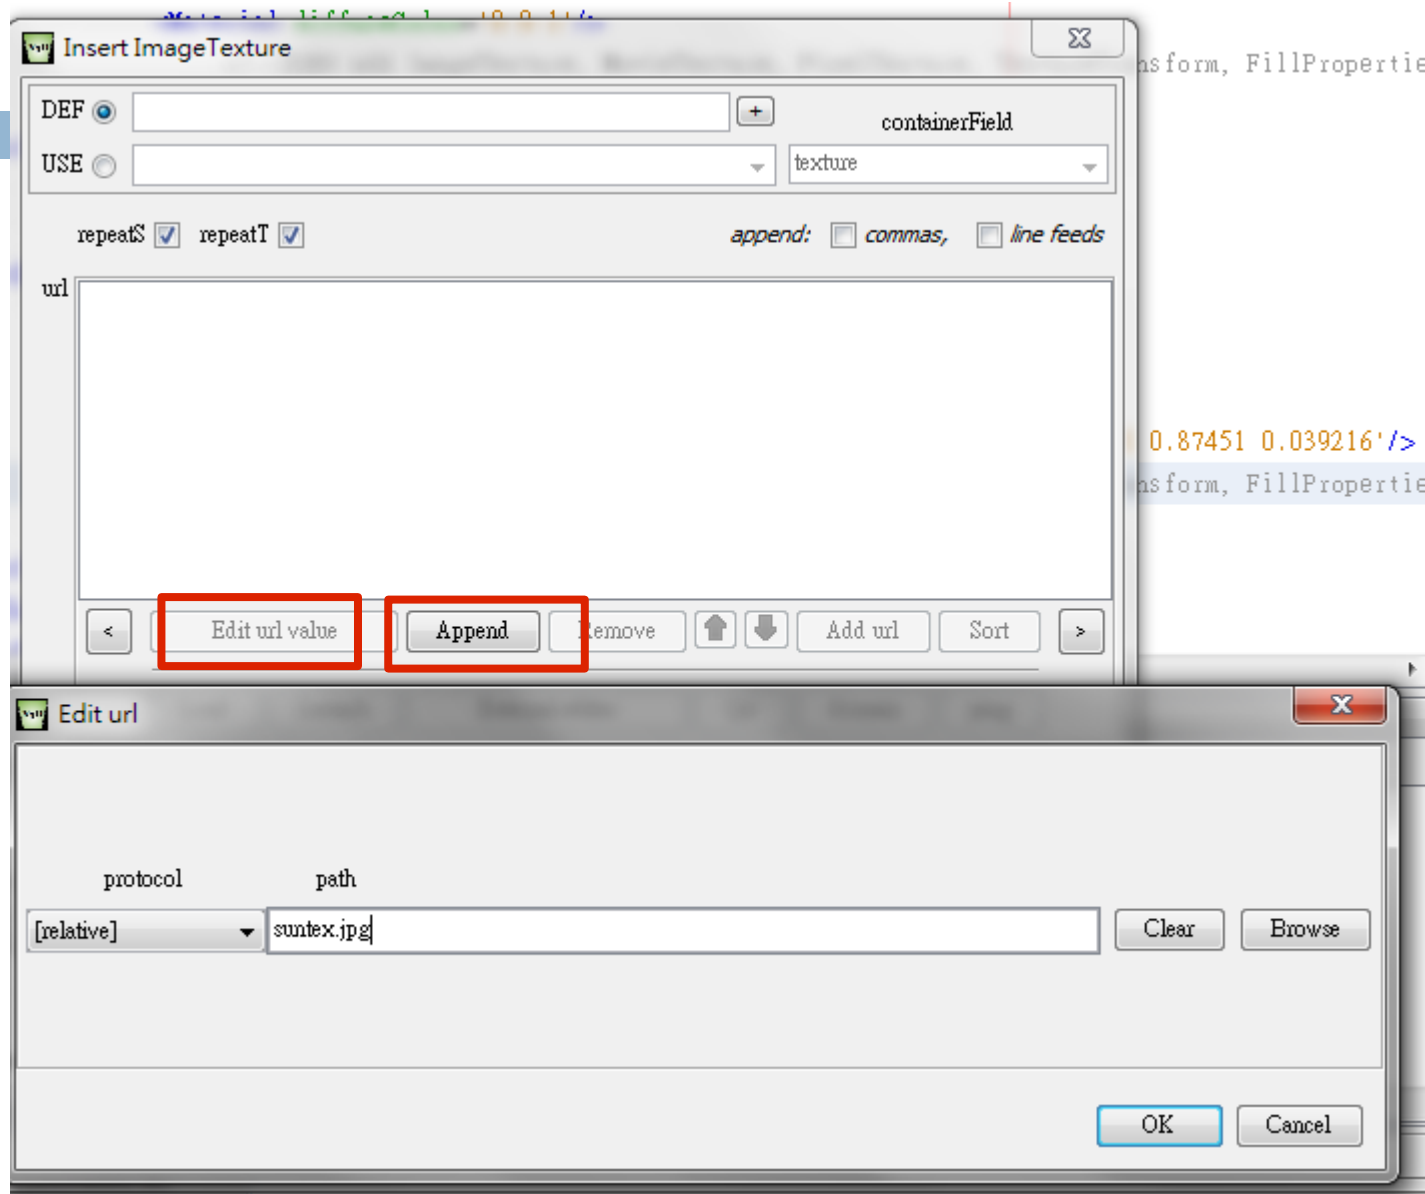 Insert ImageTexture
nsform, FillPropertie
DEF
+
containerField
USE
texture
repeatS repeatT append: commas, line feeds
url
0.87451 0.039216'/>
nsform, FillPropertie
< Edit url value Append Remove Add url Sort >
Edit url
protocol path
[relative] suntex.jpg Clear Browse
OK Cancel